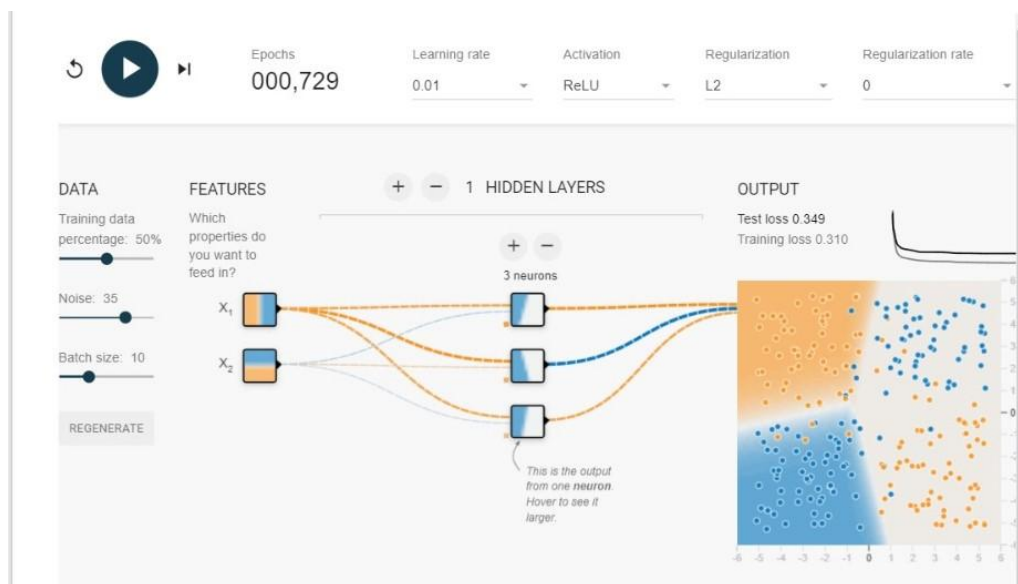 Epochs
000,729
Learning rate
0.01
Activation
ReLU
Regularization
L2
Regularization rate
0
DATA
Training data
percentage: 50%
Noise: 35
Batch size: 10
REGENERATE
FEATURES
Which
properties do
you want to
feed in?
X1
X2
+ − 1 HIDDEN LAYERS
+ −
3 neurons
This is the output
from one neuron.
Hover to see it
larger.
OUTPUT
Test loss 0.349
Training loss 0.310
-6 -5 -4 -3 -2 -1 0 1 2 3 4 5 6